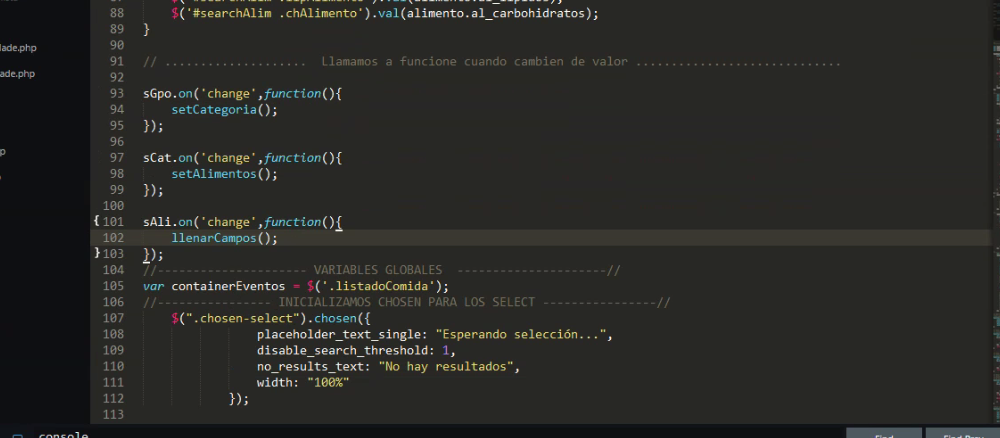 88 $('#searchAlim .chAlimento').val(alimento.al_carbohidratos);
89 }
90
91 // .................... Llamamos a funcione cuando cambien de valor .............................
92
93 sGpo.on('change',function(){
94 setCategoria();
95 });
96
97 sCat.on('change',function(){
98 setAlimentos();
99 });
100
{ 101 sAli.on('change',function(){
102 llenarCampos();
} 103 });
104 //--------------------- VARIABLES GLOBALES ---------------------//
105 var containerEventos = $('.listadoComida');
106 //---------------- INICIALIZAMOS CHOSEN PARA LOS SELECT ----------------//
107 $(".chosen-select").chosen({
108 placeholder_text_single: "Esperando selección...",
109 disable_search_threshold: 1,
110 no_results_text: "No hay resultados",
111 width: "100%"
112 });
113
lade.php
ade.php
console
Find